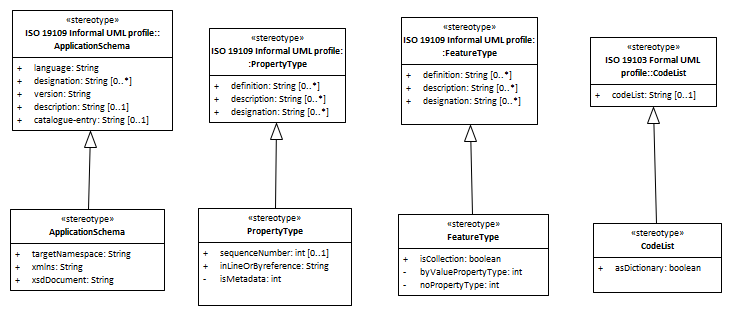 «stereotype»
ISO 19109 Informal UML profile::
ApplicationSchema
+ language: String
+ designation: String [0..*]
+ version: String
+ description: String [0..1]
+ catalogue-entry: String [0..1]
«stereotype»
ISO 19109 Informal UML profile:
:PropertyType
+ definition: String [0..*]
+ description: String [0..*]
+ designation: String [0..*]
«stereotype»
ISO 19109 Informal UML profile:
:FeatureType
+ definition: String [0..*]
+ description: String [0..*]
+ designation: String [0..*]
«stereotype»
ISO 19103 Formal UML
profile::CodeList
+ codeList: String [0..1]
«stereotype»
ApplicationSchema
+ targetNamespace: String
+ xmlns: String
+ xsdDocument: String
«stereotype»
PropertyType
+ sequenceNumber: int [0..1]
+ inLineOrByreference: String
- isMetadata: int
«stereotype»
FeatureType
+ isCollection: boolean
- byValuePropertyType: int
- noPropertyType: int
«stereotype»
CodeList
+ asDictionary: boolean